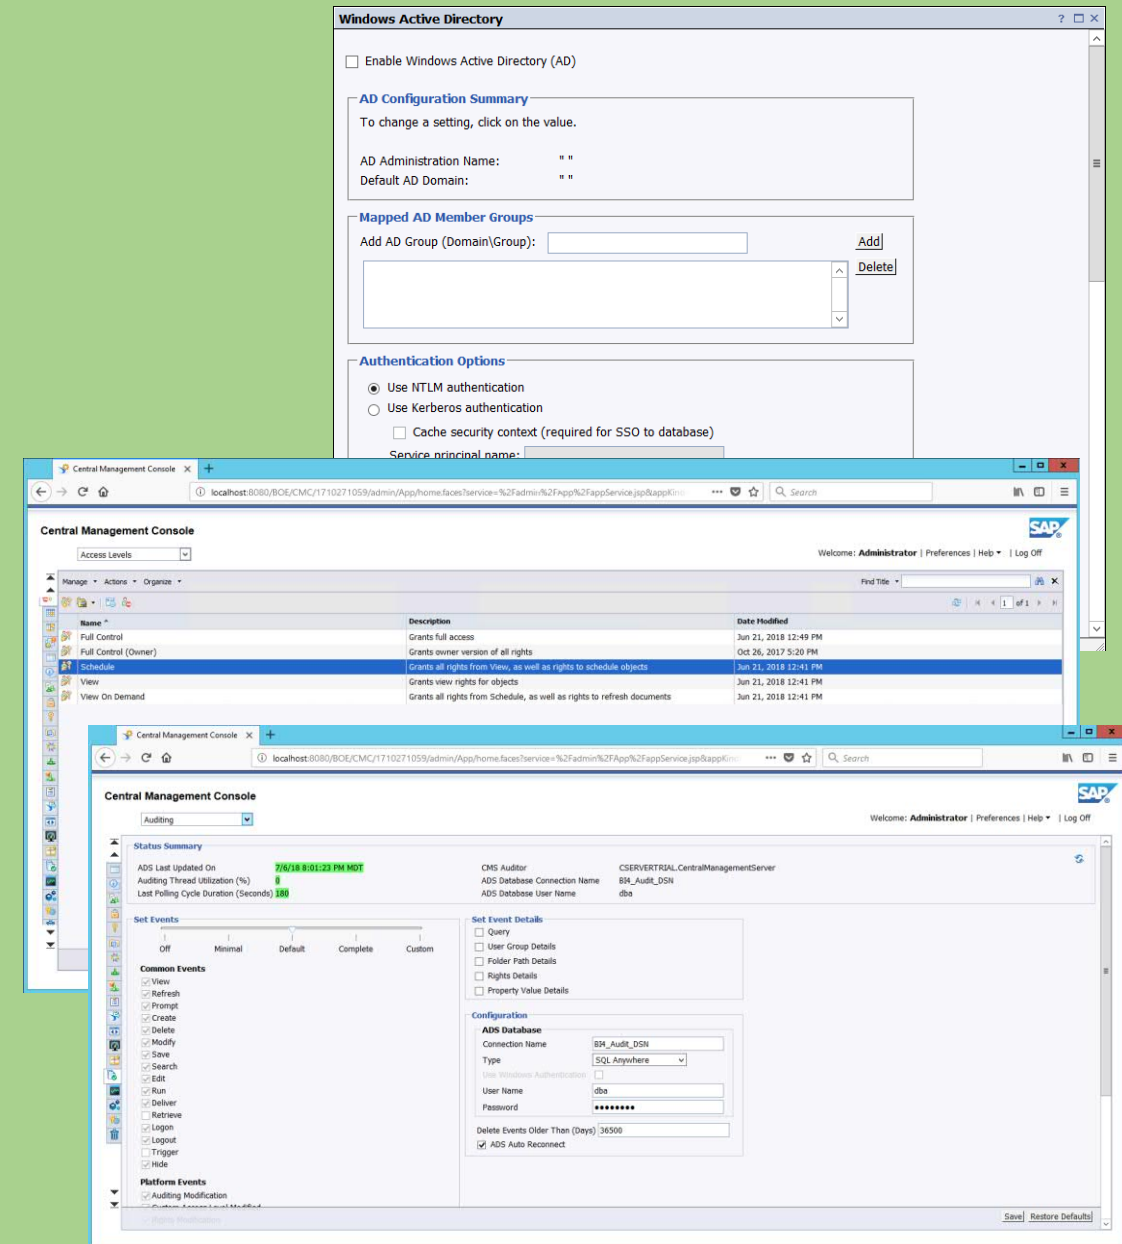 Windows Active Directory
Enable Windows Active Directory (AD)
AD Configuration Summary
To change a setting, click on the value.
AD Administration Name: " "
Default AD Domain: " "
Mapped AD Member Groups
Add AD Group (Domain\Group): Add
Delete
Authentication Options
Use NTLM authentication
Use Kerberos authentication
Cache security context (required for SSO to database)
Service principal name:
Central Management Console
localhost:8080/BOE/CMC/1710271059/admin/App/home.faces?service=%2Fadmin%2FApp%2FappService.jsp&appKin
Search
Central Management Console
SAP
Access Levels
Welcome: Administrator | Preferences | Help | Log Off
Manage Actions Organize Find Title
1 of 1
Name Description Date Modified
Full Control Grants full access Jun 21, 2018 12:49 PM
Full Control (Owner) Grants owner version of all rights Oct 26, 2017 5:20 PM
Schedule Grants all rights from View, as well as rights to schedule objects Jun 21, 2018 12:41 PM
View Grants view rights for objects Jun 21, 2018 12:41 PM
View On Demand Grants all rights from Schedule, as well as rights to refresh documents Jun 21, 2018 12:41 PM
Central Management Console
localhost:8080/BOE/CMC/1710271059/admin/App/home.faces?service=%2Fadmin%2FApp%2FappService.jsp&appKin
Search
Central Management Console
SAP
Auditing
Welcome: Administrator | Preferences | Help | Log Off
Status Summary
ADS Last Updated On 7/6/18 8:01:23 PM MDT CMS Auditor CSERVERTRIAL.CentralManagementServer
Auditing Thread Utilization (%) 0 ADS Database Connection Name BI4_Audit_DSN
Last Polling Cycle Duration (Seconds) 180 ADS Database User Name dba
Set Events
Off Minimal Default Complete Custom
Common Events
View
Refresh
Prompt
Create
Delete
Modify
Save
Search
Edit
Run
Deliver
Retrieve
Logon
Logout
Trigger
Hide
Platform Events
Auditing Modification
Custom Access Level Modified
Rights Modification
Set Event Details
Query
User Group Details
Folder Path Details
Rights Details
Property Value Details
Configuration
ADS Database
Connection Name BI4_Audit_DSN
Type SQL Anywhere
Use Windows Authentication
User Name dba
Password ••••••••
Delete Events Older Than (Days) 36500
ADS Auto Reconnect
Save Restore Defaults